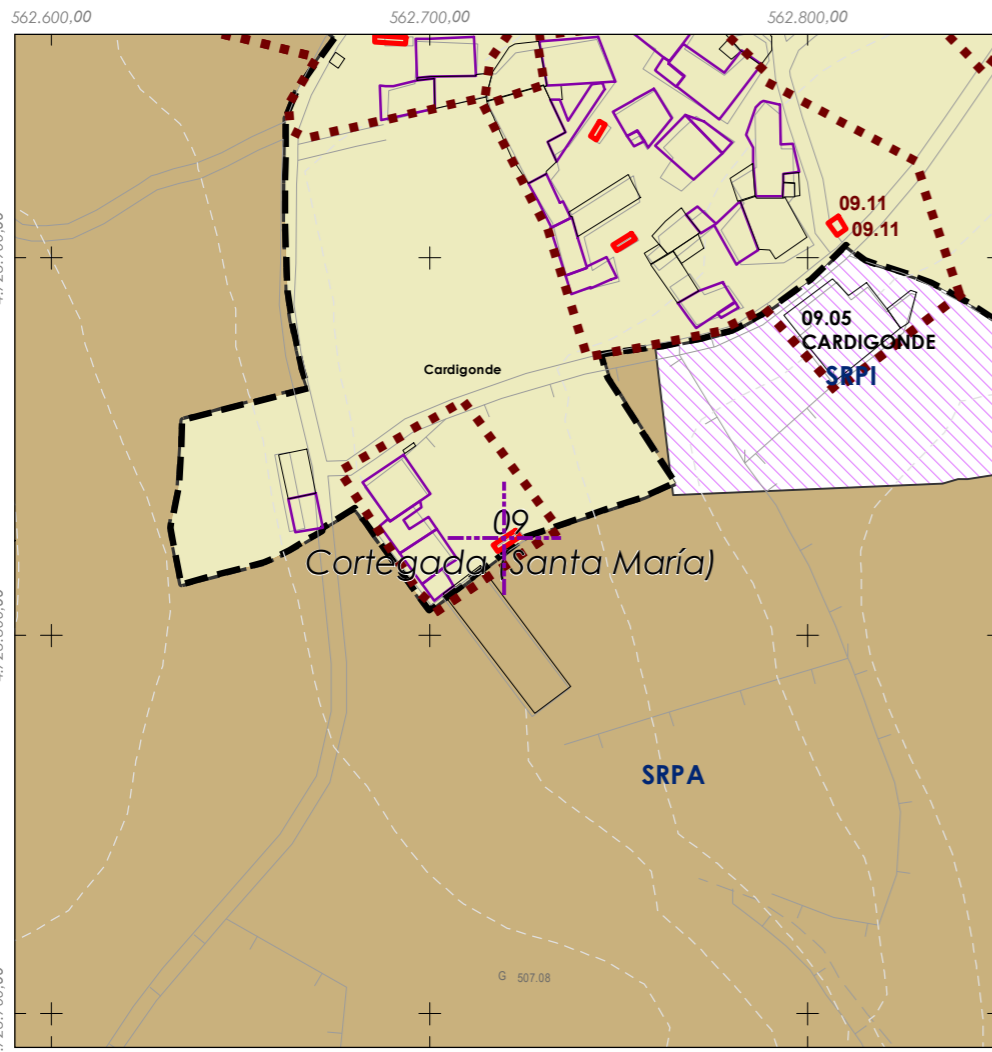 562.600,00
562.700,00
562.800,00
09.11
09.11
09.05
CARDIGONDE
Cardigonde
SRPI
09
Cortegada (Santa María)
SRPA
G 507.08